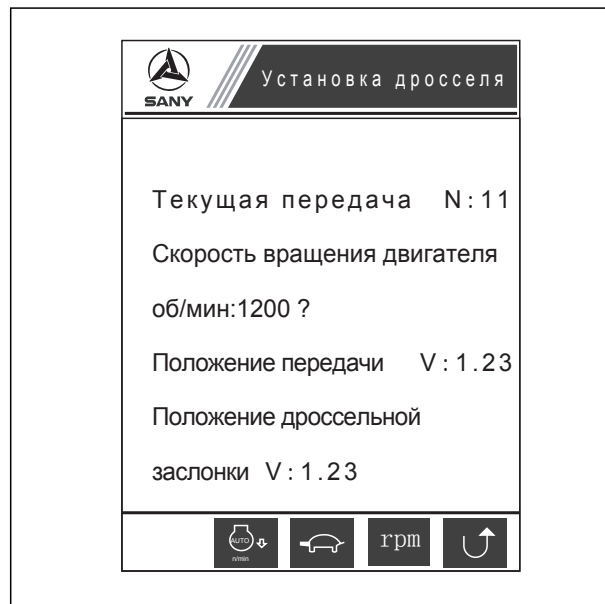 SANY
Установка дросселя
Текущая передача N:11
Скорость вращения двигателя
об/мин:1200 ?
Положение передачи V:1.23
Положение дроссельной
заслонки V:1.23
AUTO
n/min
rpm